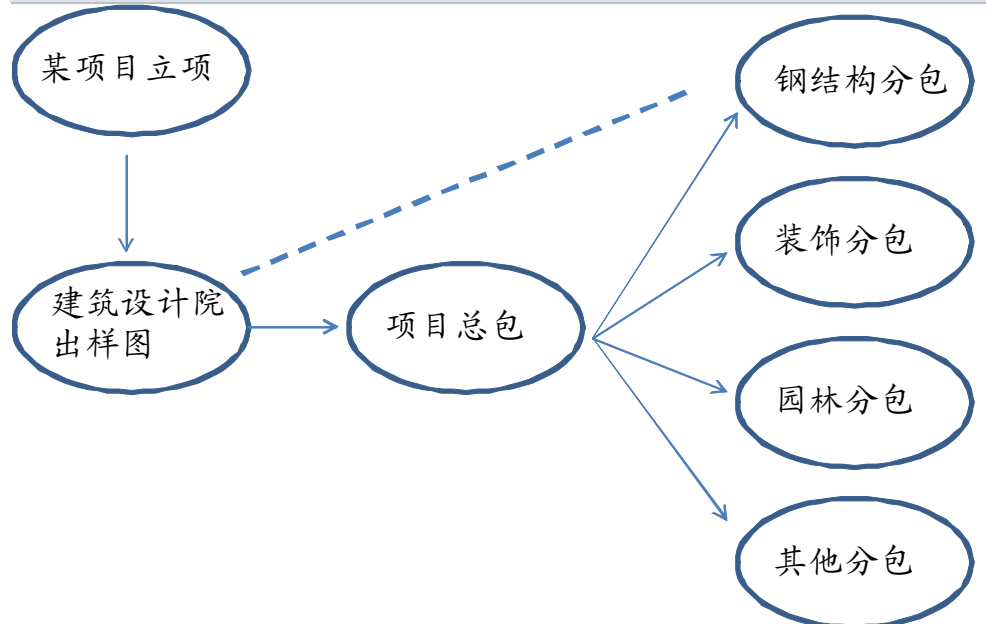 某项目立项
钢结构分包
装饰分包
建筑设计院
出样图
项目总包
园林分包
其他分包